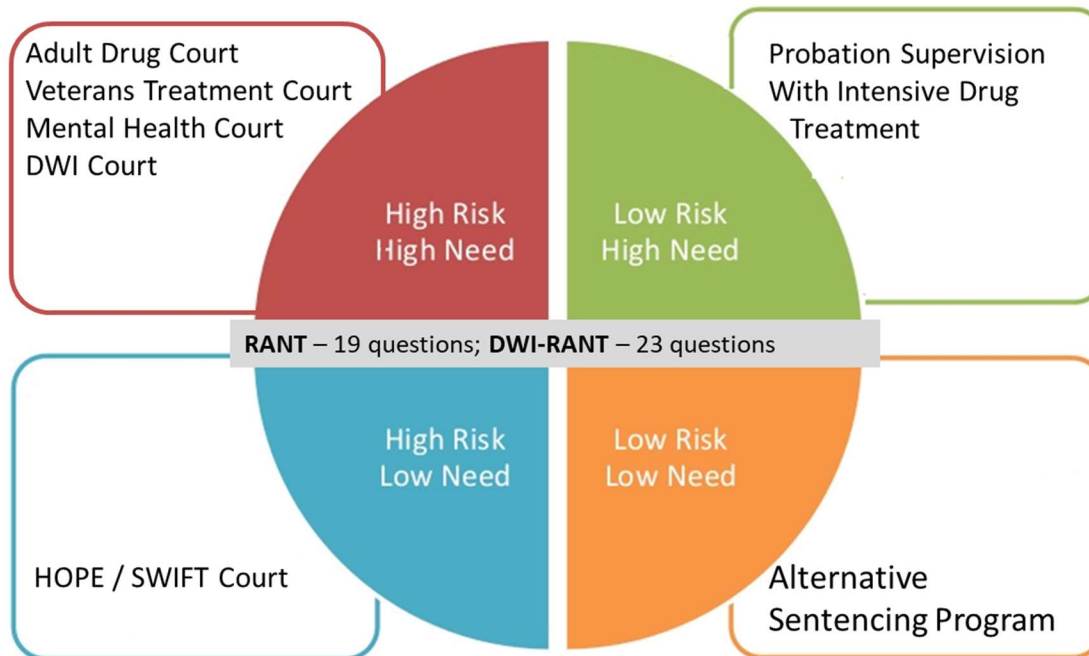 Adult Drug Court
Veterans Treatment Court
Mental Health Court
DWI Court
Probation Supervision
With Intensive Drug
Treatment
High Risk
High Need
Low Risk
High Need
RANT – 19 questions; DWI-RANT – 23 questions
High Risk
Low Need
Low Risk
Low Need
HOPE / SWIFT Court
Alternative
Sentencing Program